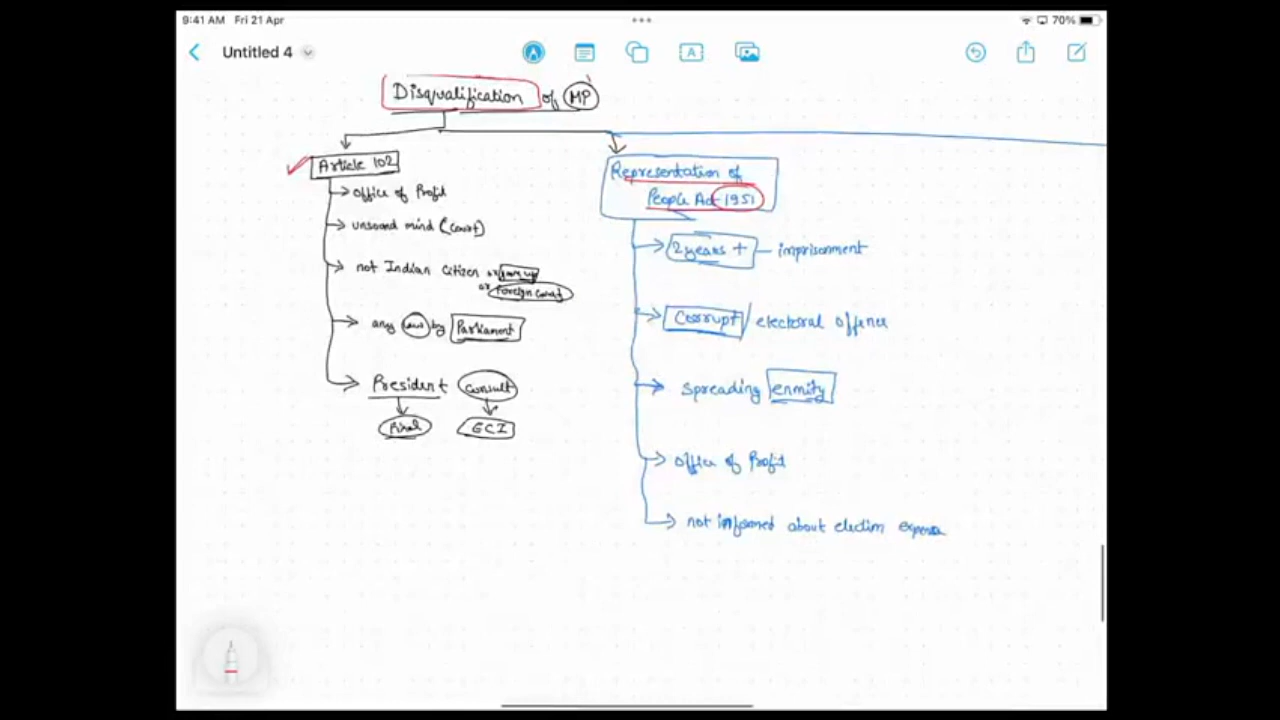 9:41 AM Fri 21 Apr
70%
Untitled 4
A
Disqualification of MP
Article 102
office of Profit
unsound mind (court)
not Indian Citizen or
or foreign
any law by Parliament
President Consult
Final ECI
Representation of
People Act 1951
2 years + — imprisonment
Corrupt / electoral offence
Spreading enmity
office of Profit
not informed about election expense